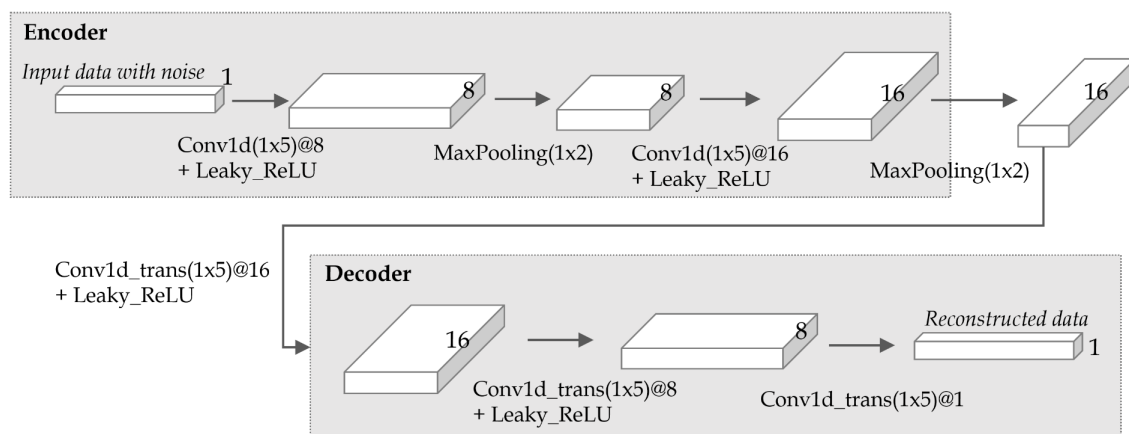 Encoder
Input data with noise
1
8
8
16
16
Conv1d(1x5)@8
+ Leaky_ReLU
MaxPooling(1x2)
Conv1d(1x5)@16
+ Leaky_ReLU
MaxPooling(1x2)
Conv1d_trans(1x5)@16
+ Leaky_ReLU
Decoder
16
8
Reconstructed data
1
Conv1d_trans(1x5)@8
+ Leaky_ReLU
Conv1d_trans(1x5)@1